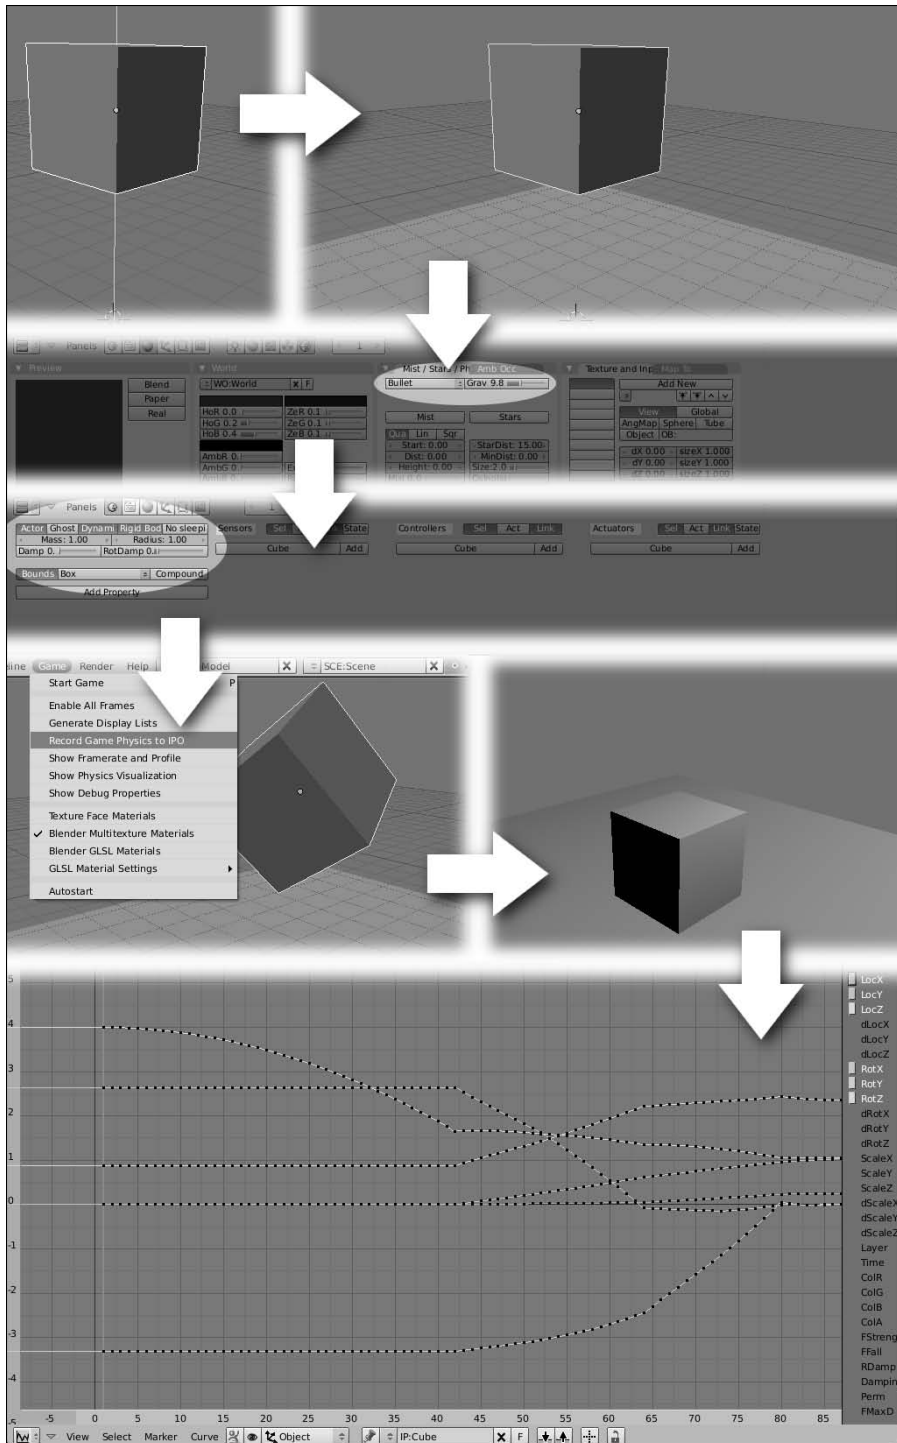 Panels 1
Preview
World
Mist / Stars / Ph Amb Occ
Texture and Inp Map To
Blend
Paper
Real
WO:World X F
HoR 0.0 ZeR 0.1
HoG 0.2 ZeG 0.1
HoB 0.4 ZeB 0.1
AmbR 0.
AmbG 0.
Bullet Grav 9.8
Mist Stars
Lin Sqr
Start: 0.00 StarDist: 15.00
Dist: 0.00 MinDist: 0.00
Height: 0.00 Size:2.0
Add New
View Global
AngMap Sphere Tube
Object OB:
dX 0.00 sizeX 1.000
dY 0.00 sizeY 1.000
dZ 0.00 sizeZ 1.000
Panels 1
Actor Ghost Dynami Rigid Bod No sleepi
Mass: 1.00 Radius: 1.00
Damp 0. RotDamp 0.
Bounds Box Compound
Add Property
Sensors Sel State
Cube Add
Controllers Sel Act Link
Cube Add
Actuators Sel Act Link State
Cube Add
eline Game Render Help Model X SCE:Scene X
Start Game P
Enable All Frames
Generate Display Lists
Record Game Physics to IPO
Show Framerate and Profile
Show Physics Visualization
Show Debug Properties
Texture Face Materials
Blender Multitexture Materials
Blender GLSL Materials
GLSL Material Settings
Autostart
5
4
3
2
1
0
-1
-2
-3
-4
-5
LocX
LocY
LocZ
dLocX
dLocY
dLocZ
RotX
RotY
RotZ
dRotX
dRotY
dRotZ
ScaleX
ScaleY
ScaleZ
dScaleX
dScaleY
dScaleZ
Layer
Time
ColR
ColG
ColB
ColA
FStreng
FFall
RDamp
Dampin
Perm
FMaxD
-5 0 5 10 15 20 25 30 35 40 45 50 55 60 65 70 75 80 85
View Select Marker Curve Object IP:Cube X F